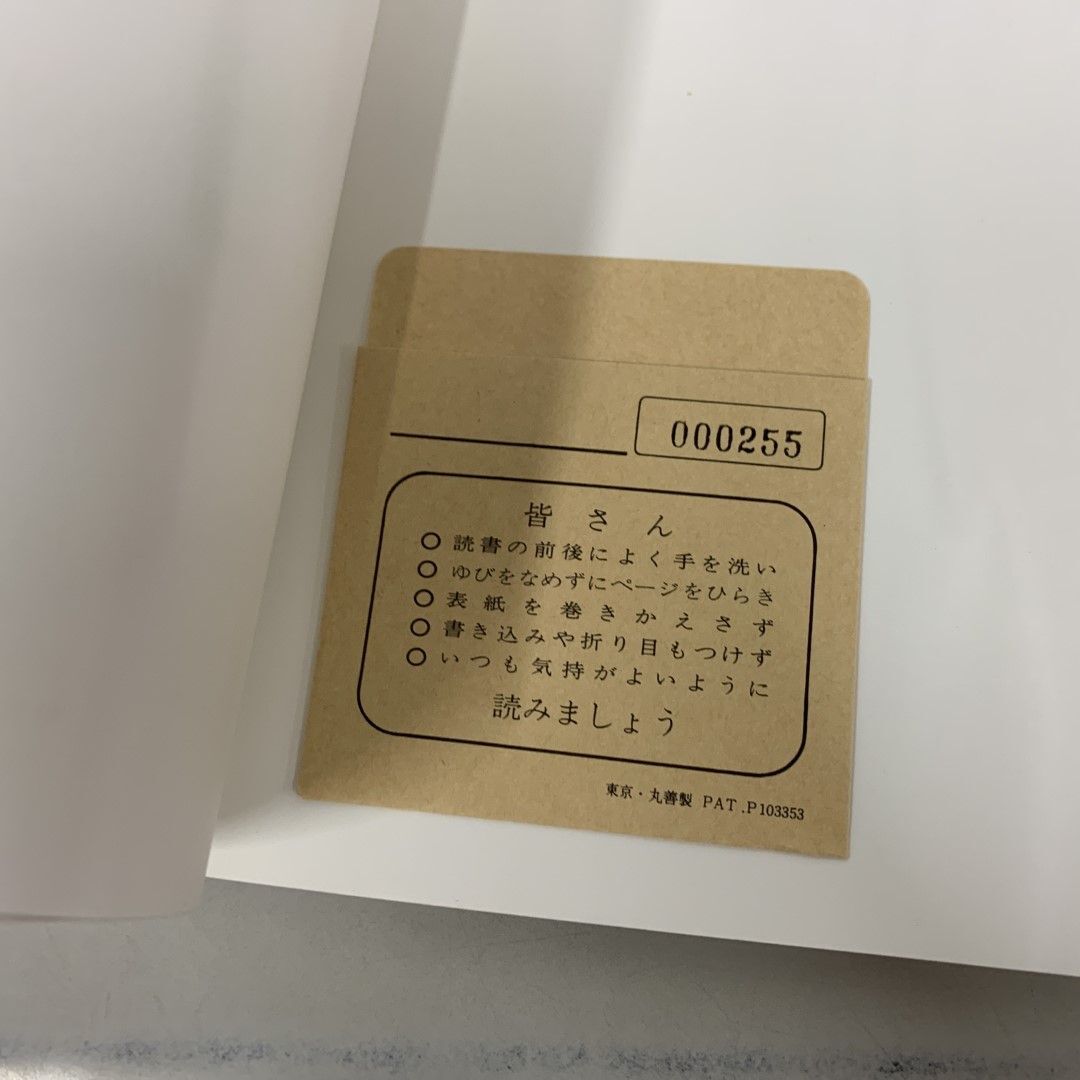 000255
皆さん
○読書の前後によく手を洗い
○ゆびをなめずにページをひらき
○表紙を巻きかえさず
○書き込みや折り目もつけず
○いつも気持がよいように
読みましょう
東京・丸善製 PAT.P103353